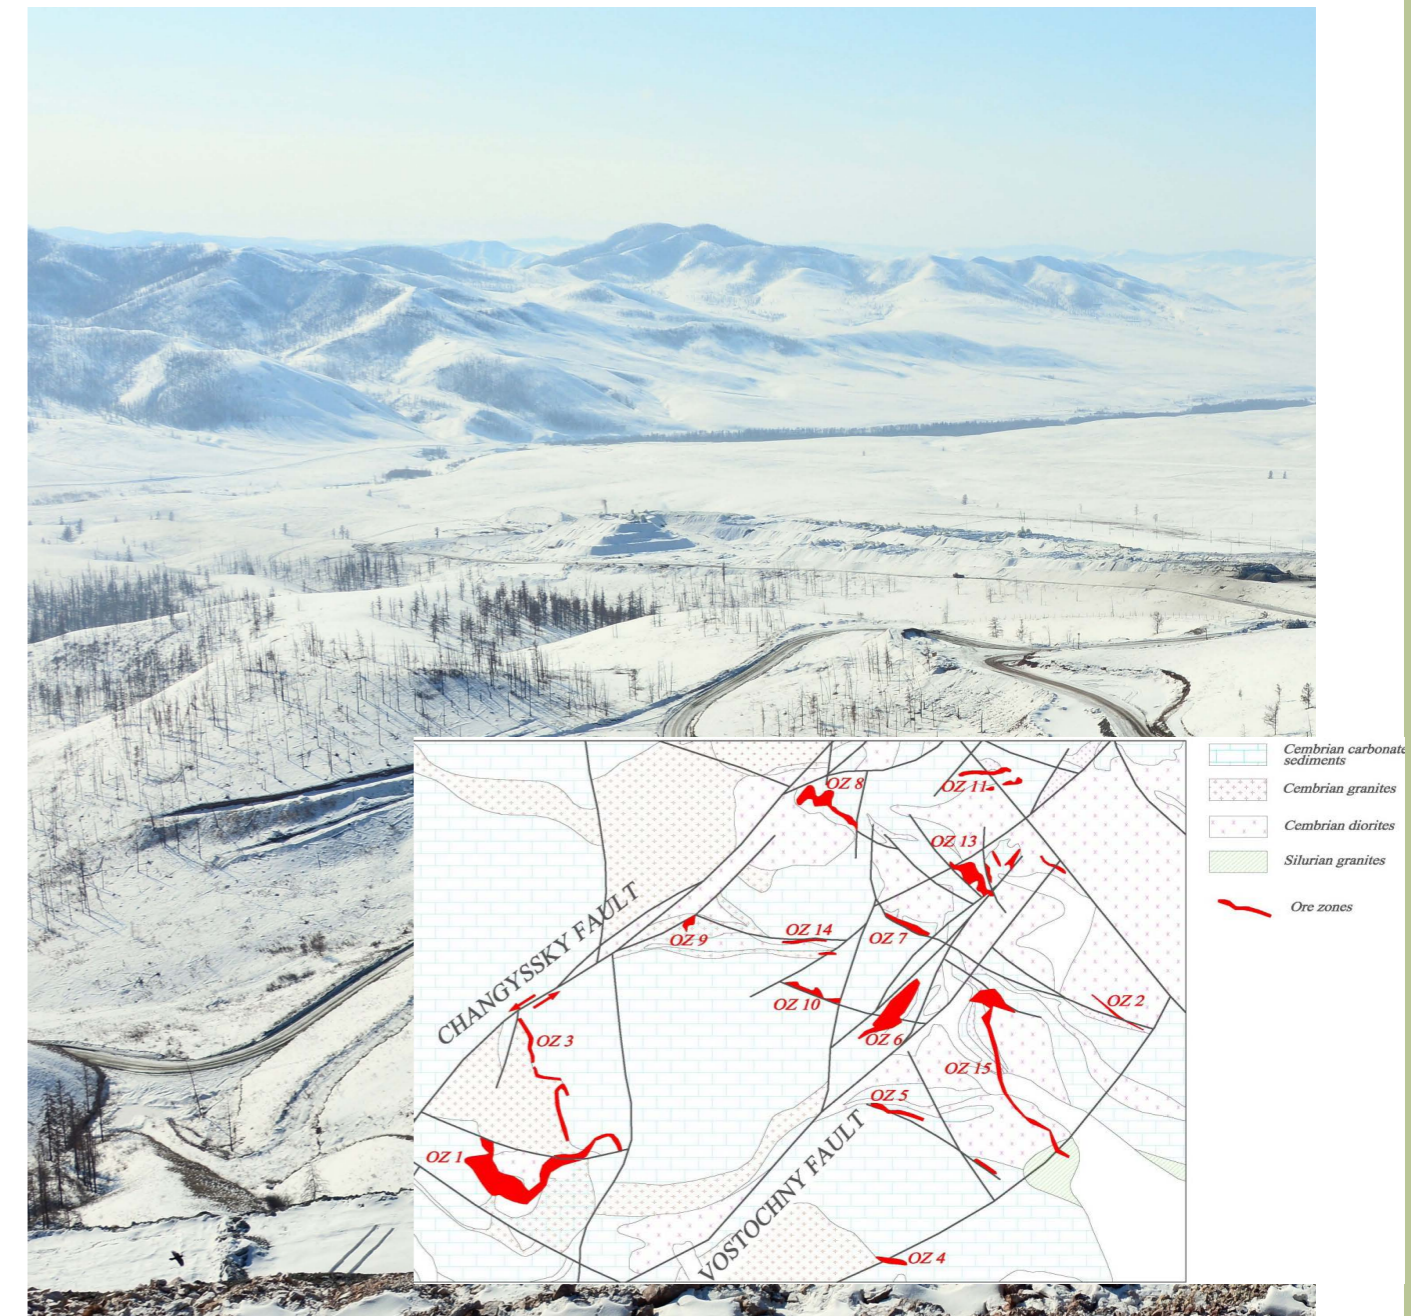 Cembrian carbonate
sediments
Cembrian granites
Cembrian diorites
Silurian granites
Ore zones
OZ 8
OZ 11
OZ 13
CHANGYSSKY FAULT
OZ 9
OZ 14
OZ 7
OZ 10
OZ 2
OZ 3
OZ 6
OZ 15
OZ 5
OZ 1
VOSTOCHNY FAULT
OZ 4